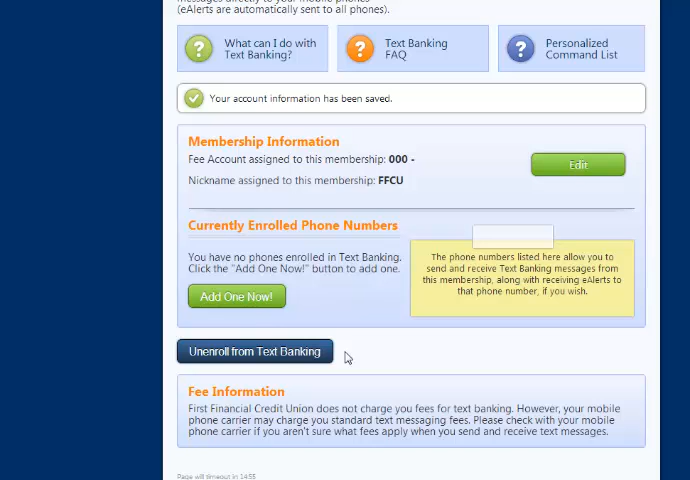 messages directly to your mobile phones
(eAlerts are automatically sent to all phones).
What can I do with
Text Banking?
Text Banking
FAQ
Personalized
Command List
Your account information has been saved.
Membership Information
Fee Account assigned to this membership: 000 -
Edit
Nickname assigned to this membership: FFCU
Currently Enrolled Phone Numbers
You have no phones enrolled in Text Banking.
Click the "Add One Now!" button to add one.
Add One Now!
The phone numbers listed here allow you to
send and receive Text Banking messages from
this membership, along with receiving eAlerts to
that phone number, if you wish.
Unenroll from Text Banking
Fee Information
First Financial Credit Union does not charge you fees for text banking. However, your mobile
phone carrier may charge you standard text messaging fees. Please check with your mobile
phone carrier if you aren't sure what fees apply when you send and receive text messages.
Page will timeout in 14:55